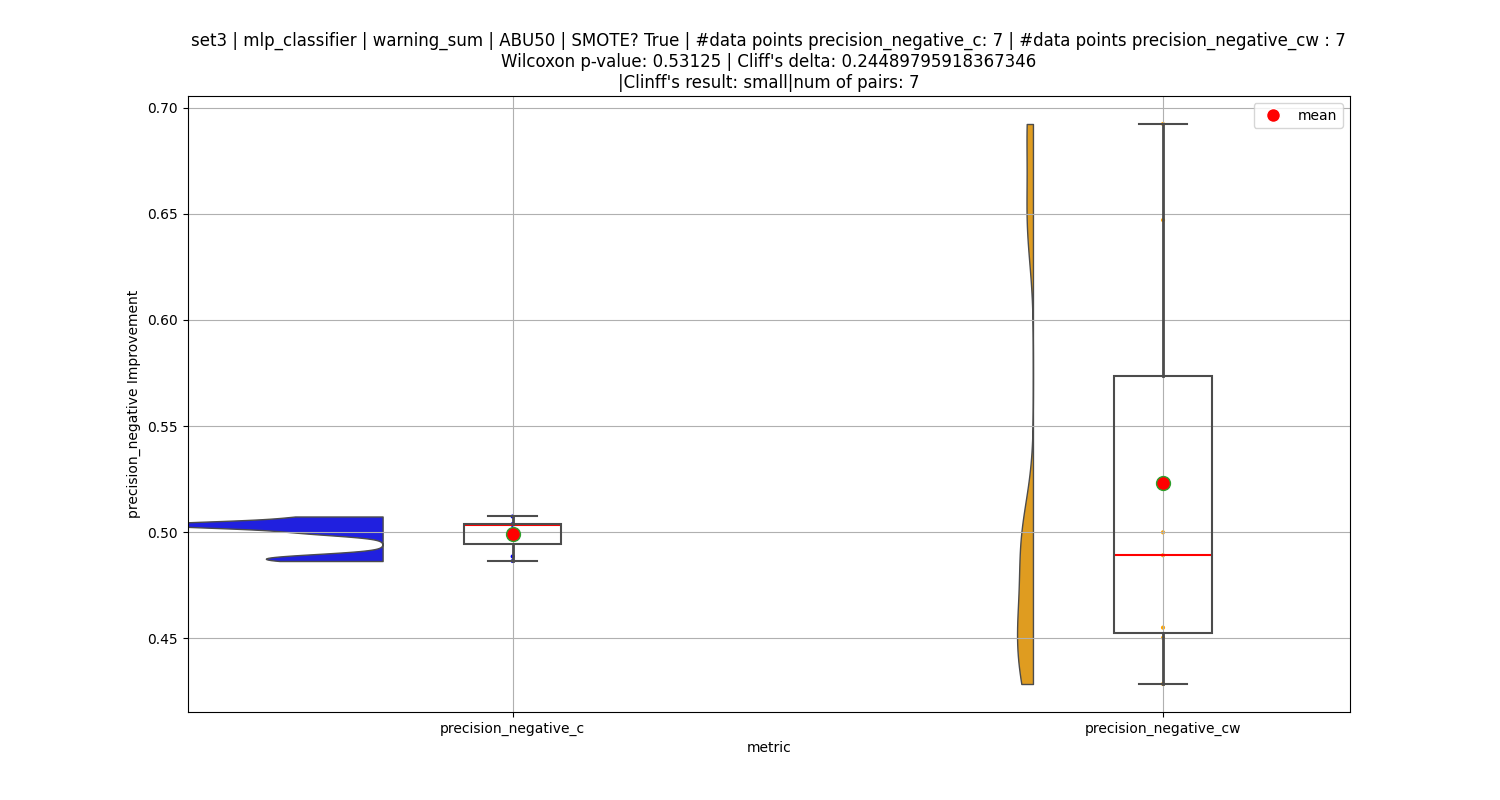 set3 | mlp_classifier | warning_sum | ABU50 | SMOTE? True | #data points precision_negative_c: 7 | #data points precision_negative_cw : 7
Wilcoxon p-value: 0.53125 | Cliff's delta: 0.24489795918367346
|Clinff's result: small|num of pairs: 7
mean
0.70
0.65
0.60
0.55
0.50
0.45
precision_negative Improvement
precision_negative_c
precision_negative_cw
metric